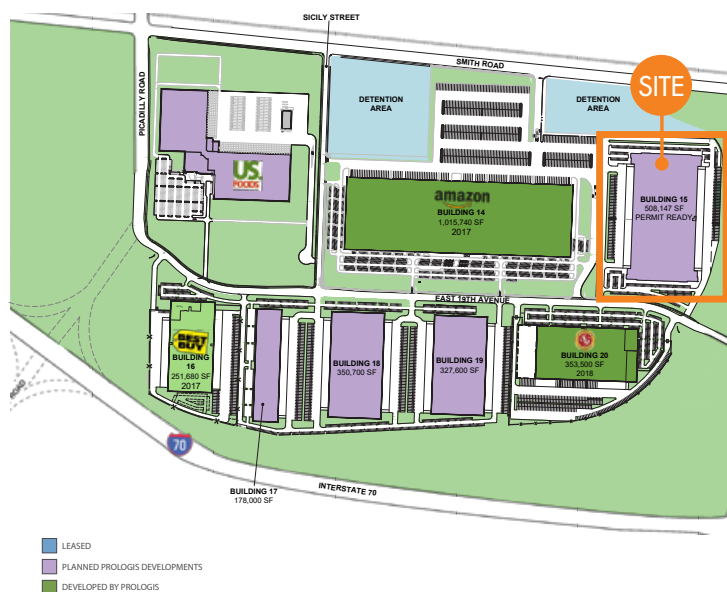 SICILY STREET
SMITH ROAD
SITE
PICADILLY ROAD
DETENTION
AREA
DETENTION
AREA
US.
FOODS
amazon
BUILDING 14
1,015,740 SF
2017
BUILDING 15
508,147 SF
PERMIT READY
EAST 19TH AVENUE
BEST
BUY
BUILDING
16
251,680 SF
2017
BUILDING 18
350,700 SF
BUILDING 19
327,600 SF
BUILDING 20
353,500 SF
2018
ROAD
70
INTERSTATE 70
BUILDING 17
178,000 SF
LEASED
PLANNED PROLOGIS DEVELOPMENTS
DEVELOPED BY PROLOGIS